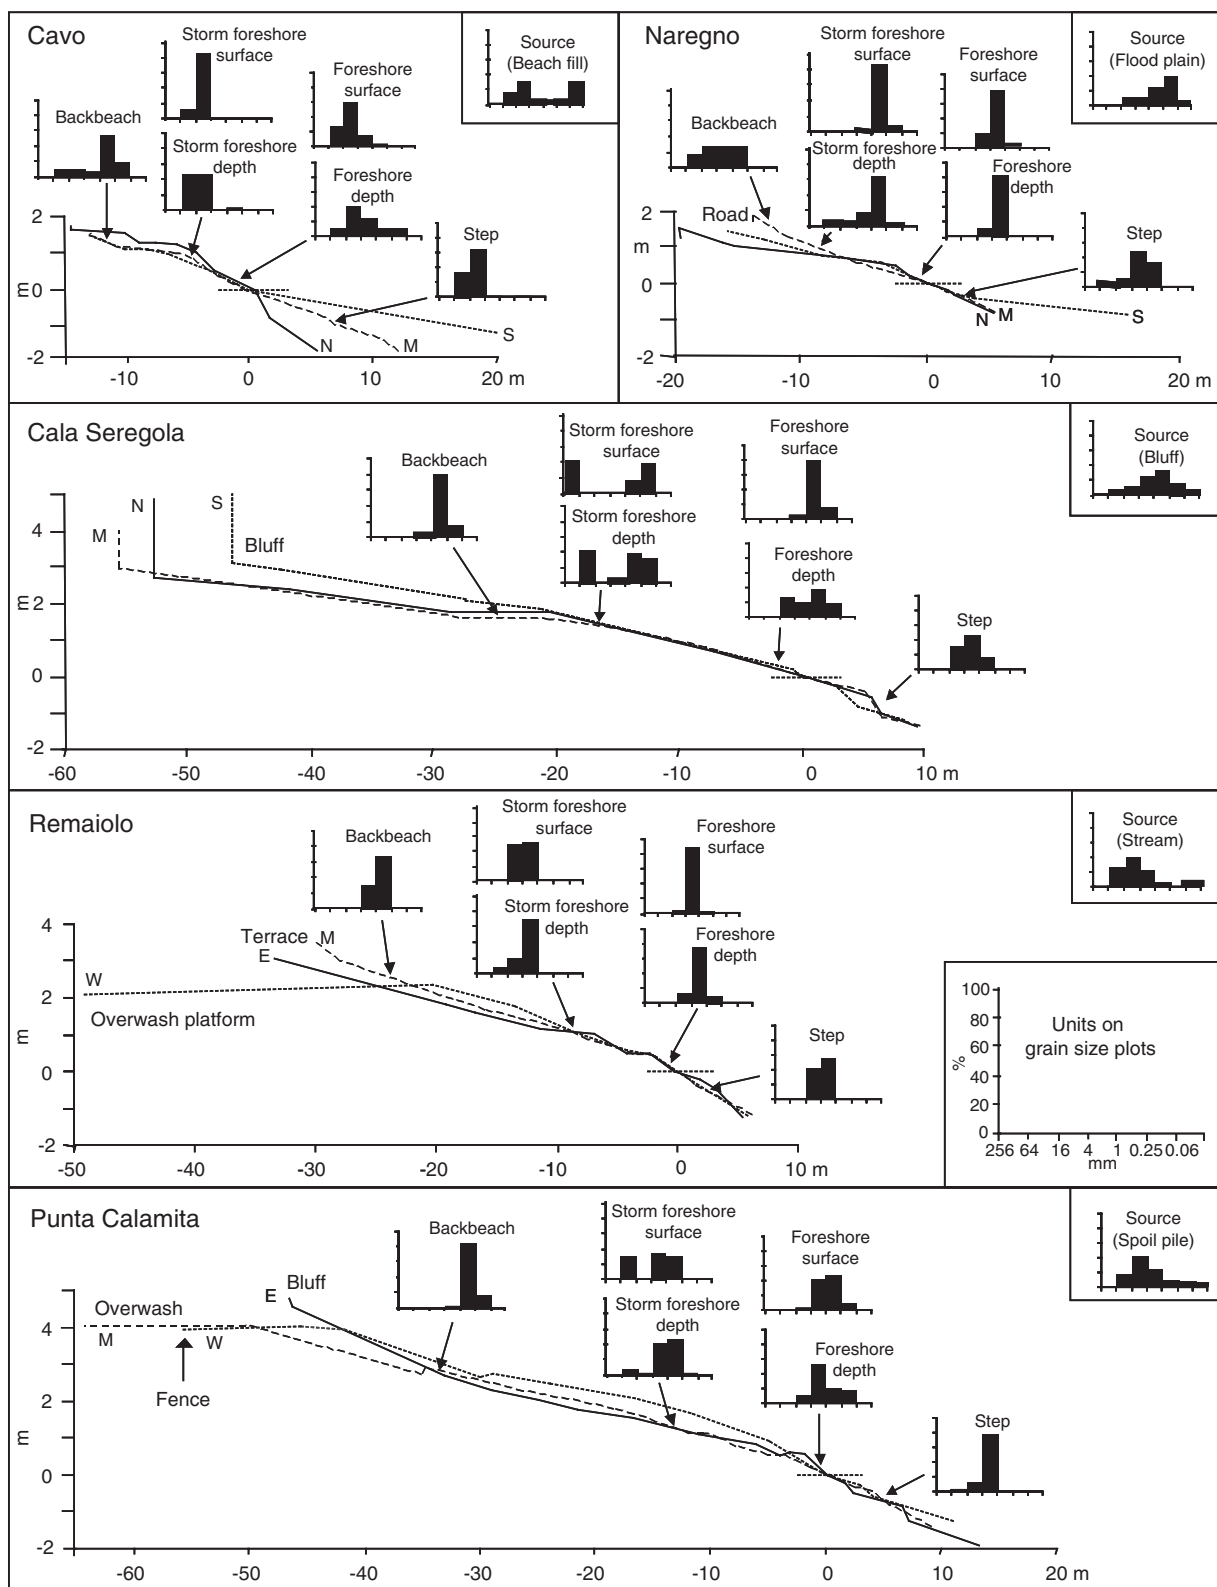 Cavo
Storm foreshore
surface
Foreshore
surface
Source
(Beach fill)
Backbeach
Storm foreshore
depth
Foreshore
depth
Step
2
0
-2
m
N
M
S
-10
0
10
20 m
Naregno
Storm foreshore
surface
Foreshore
surface
Source
(Flood plain)
Backbeach
Storm foreshore
depth
Foreshore
depth
Step
Road
2
m
0
-2
N
M
S
-20
-10
0
10
20 m
Cala Seregola
Backbeach
Storm foreshore
surface
Storm foreshore
depth
Foreshore
surface
Foreshore
depth
Step
Source
(Bluff)
M
N
S
Bluff
4
2
0
-2
m
-60
-50
-40
-30
-20
-10
0
10 m
Remaiolo
Backbeach
Storm foreshore
surface
Storm foreshore
depth
Foreshore
surface
Foreshore
depth
Step
Source
(Stream)
Terrace
M
E
W
Overwash platform
4
2
0
-2
m
-50
-40
-30
-20
-10
0
10 m
Units on
grain size plots
100
80
60
40
20
0
%
256 64 16 4 1 0.25 0.06
mm
Punta Calamita
Backbeach
Storm foreshore
surface
Storm foreshore
depth
Foreshore
surface
Foreshore
depth
Step
Source
(Spoil pile)
Overwash
M
W
E
Bluff
Fence
4
2
0
-2
m
-60
-50
-40
-30
-20
-10
0
10
20 m